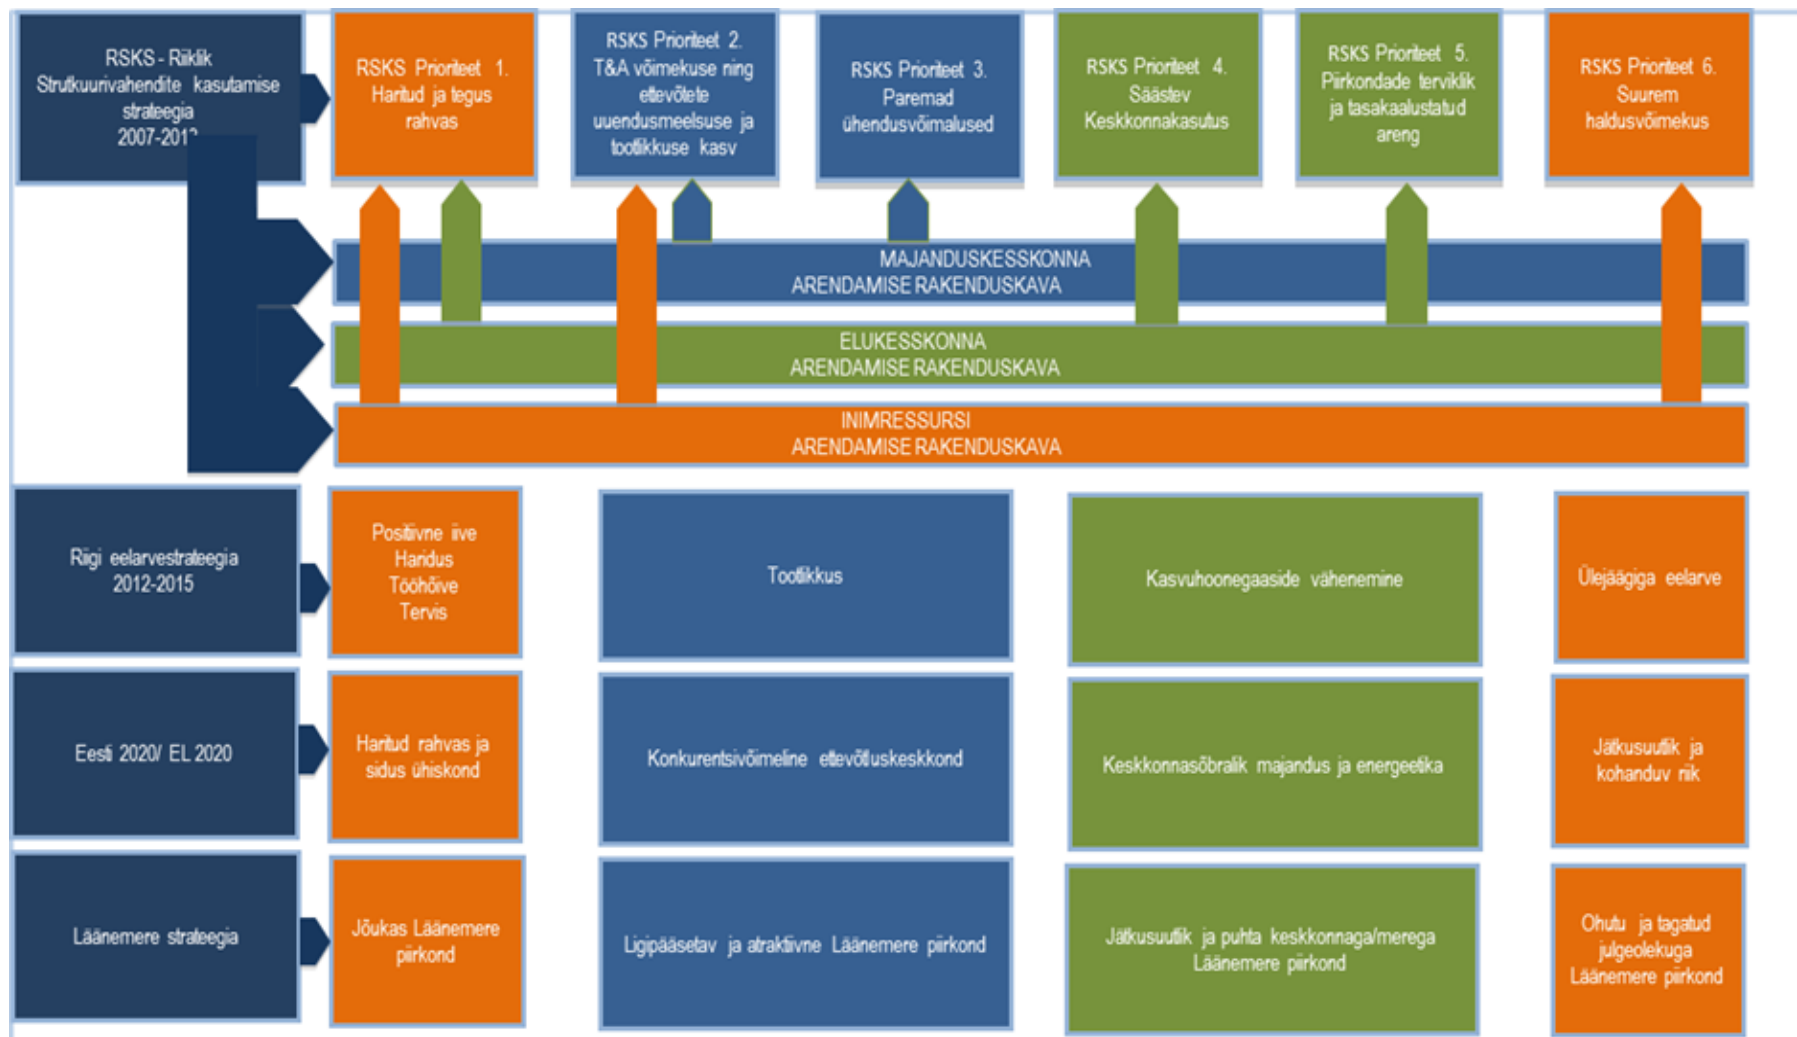 RSKS - Riiklik
Strutkuurivahendite kasutamise
strateegia
2007-2013
RSKS Prioriteet 1.
Haritud ja tegus
rahvas
RSKS Prioriteet 2.
T&A võimekuse ning
ettevõtete
uuendusmeelsuse ja
tootlikkuse kasv
RSKS Prioriteet 3.
Paremad
ühendusvõimalused
RSKS Prioriteet 4.
Säästev
Keskkonnakasutus
RSKS Prioriteet 5.
Piirkondade terviklik
ja tasakaalustatud
areng
RSKS Prioriteet 6.
Suurem
haldusvõimekus
MAJANDUSKESSKONNA
ARENDAMISE RAKENDUSKAVA
ELUKESSKONNA
ARENDAMISE RAKENDUSKAVA
INIMRESSURSI
ARENDAMISE RAKENDUSKAVA
Riigi eelarvestrateegia
2012-2015
Positiivne iive
Haridus
Tööhõive
Tervis
Tootlikkus
Kasvuhoonegaaside vähenemine
Ülejäägiga eelarve
Eesti 2020/ EL 2020
Haritud rahvas ja
sidus ühiskond
Konkurentsivõimeline ettevõtluskeskkond
Keskkonnasõbralik majandus ja energeetika
Jätkusuutlik ja
kohanduv riik
Läänemere strateegia
Jõukas Läänemere
piirkond
Ligipääsetav ja atraktiivne Läänemere piirkond
Jätkusuutlik ja puhta keskkonnaga/merega
Läänemere piirkond
Ohutu ja tagatud
julgeolekuga
Läänemere piirkond